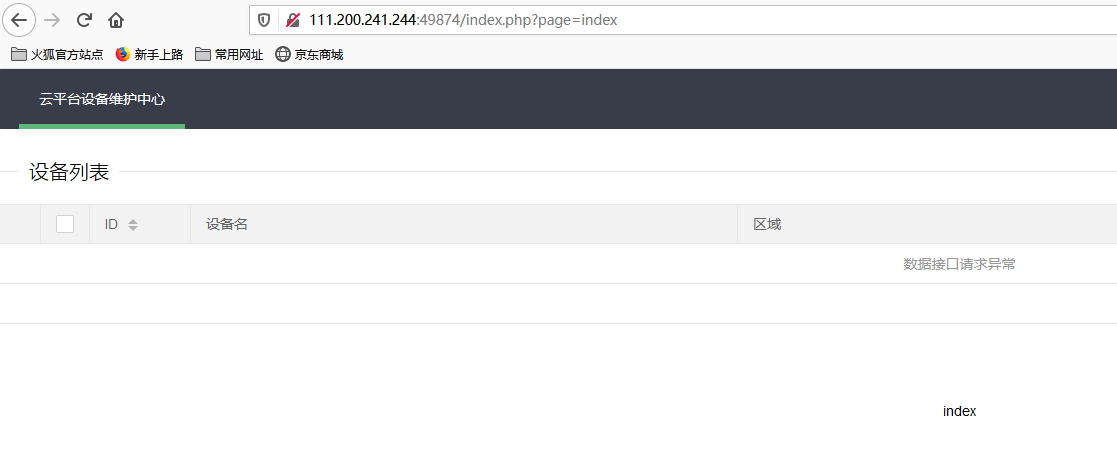 111.200.241.244:49874/index.php?page=index
火狐官方站点 新手上路 常用网址 京东商城
云平台设备维护中心
设备列表
ID 设备名 区域
数据接口请求异常
index